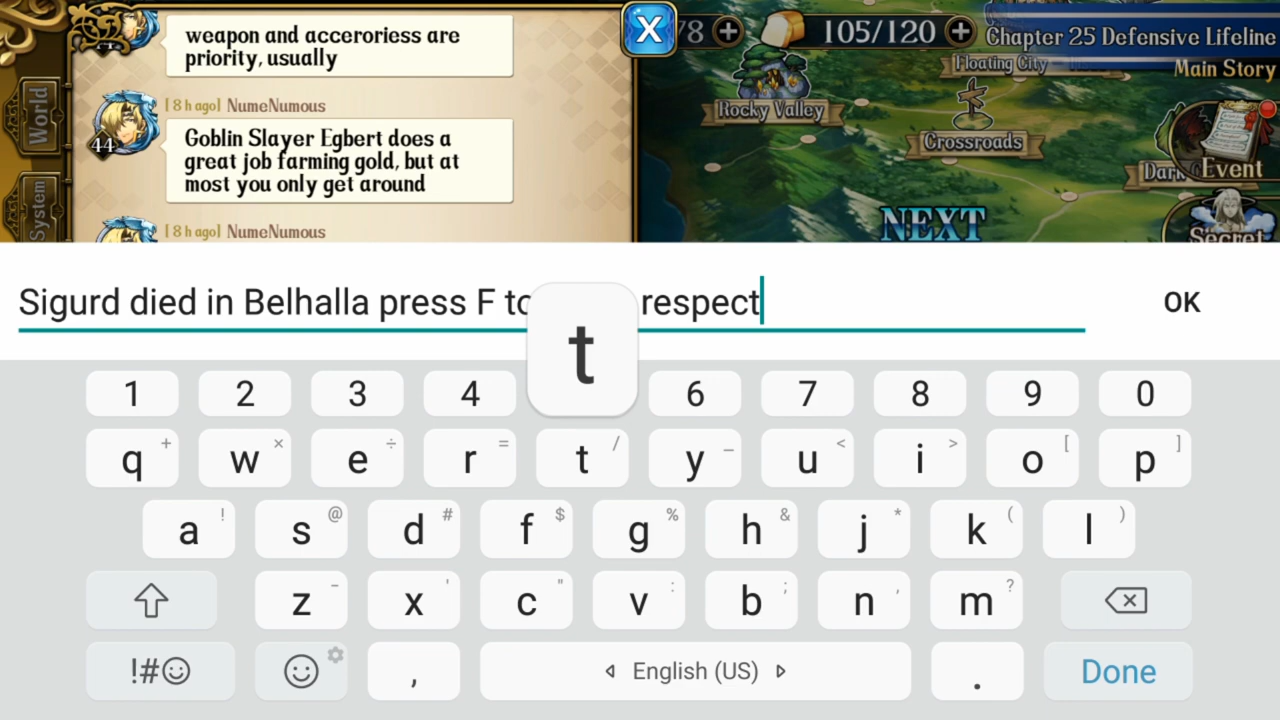 weapon and acceroriess are
priority, usually
World
[8 h ago] NumeNumous
44
Goblin Slayer Egbert does a
great job farming gold, but at
most you only get around
System
[8 h ago] NumeNumous
X
78
105/120
Chapter 25 Defensive Lifeline
Main Story
Floating City
Rocky Valley
Crossroads
Dark
Event
NEXT
Secret
Sigurd died in Belhalla press F to respect
OK
t
1 2 3 4 6 7 8 9 0
q + w × e ÷ r = t / y _ u < i > o [ p ]
a ! s @ d # f $ g % h & j * k ( l )
z - x ' c " v : b ; n , m ?
!#☺ , English (US) . Done